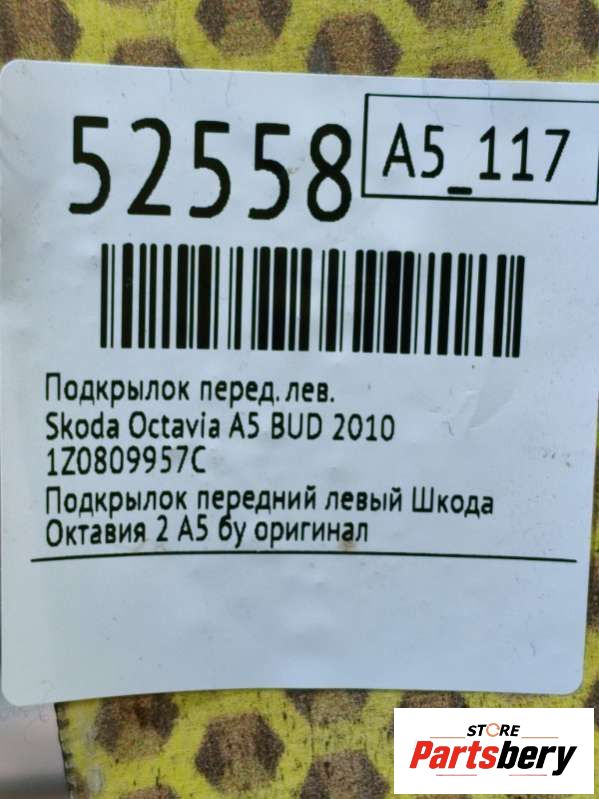 52558
A5_117
Подкрылок перед. лев.
Skoda Octavia A5 BUD 2010
1Z0809957C
Подкрылок передний левый Шкода
Октавия 2 А5 бу оригинал
STORE
Partsbery